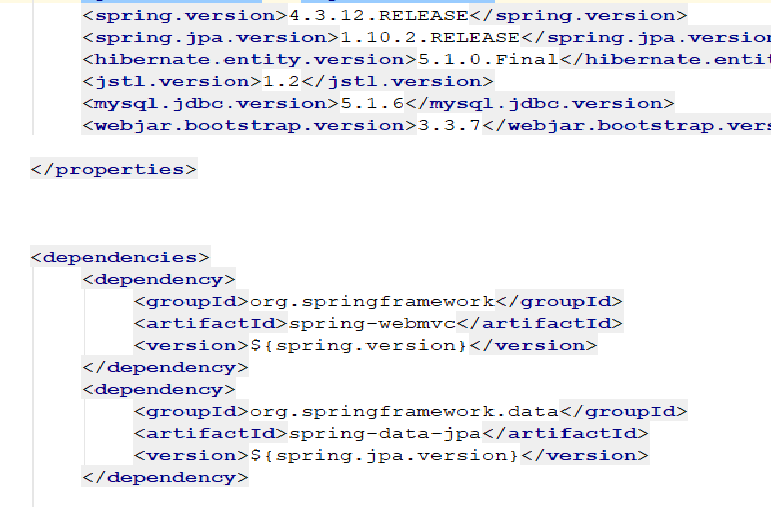 <spring.version>4.3.12.RELEASE</spring.version>
<spring.jpa.version>1.10.2.RELEASE</spring.jpa.version
<hibernate.entity.version>5.1.0.Final</hibernate.entit
<jstl.version>1.2</jstl.version>
<mysql.jdbc.version>5.1.6</mysql.jdbc.version>
<webjar.bootstrap.version>3.3.7</webjar.bootstrap.vers
</properties>
<dependencies>
<dependency>
<groupId>org.springframework</groupId>
<artifactId>spring-webmvc</artifactId>
<version>${spring.version}</version>
</dependency>
<dependency>
<groupId>org.springframework.data</groupId>
<artifactId>spring-data-jpa</artifactId>
<version>${spring.jpa.version}</version>
</dependency>